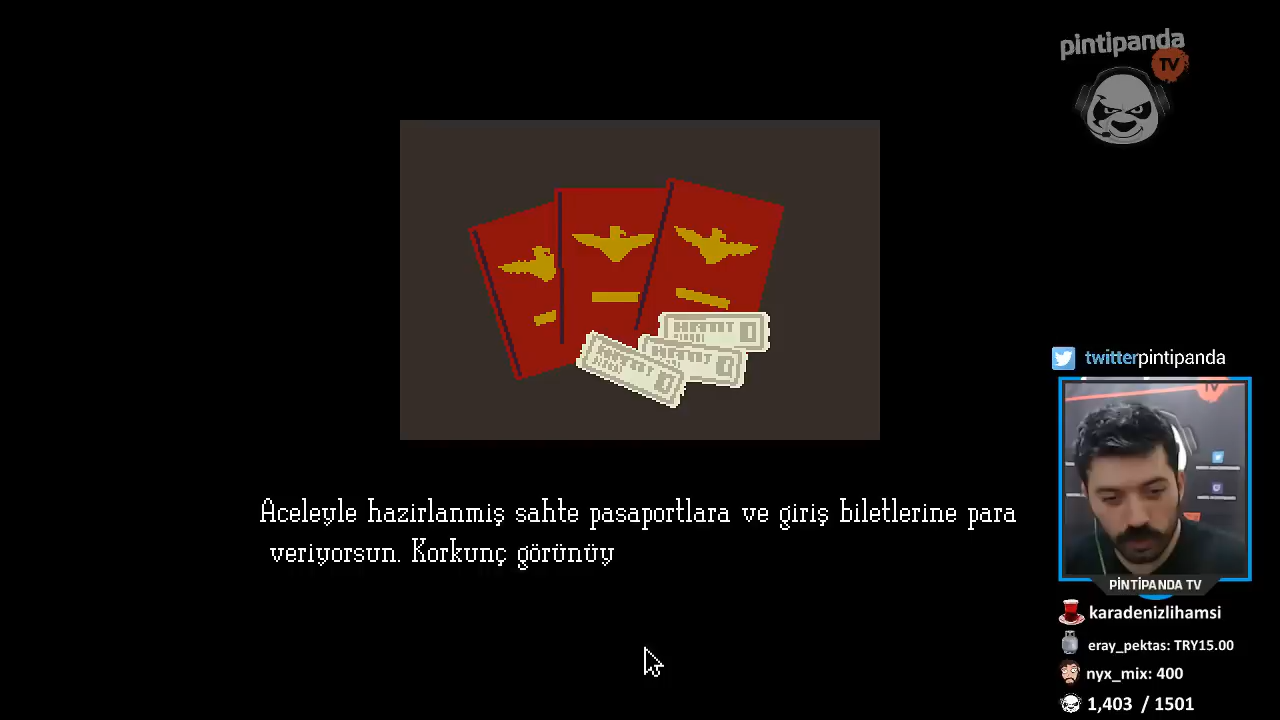 pintipanda
TV
Aceleyle hazirlanmiş sahte pasaportlara ve giriş biletlerine para
veriyorsun. Korkunç görünüy
twitterpintipanda
PİNTİPANDA TV
karadenizlihamsi
eray_pektas: TRY15.00
nyx_mix: 400
1,403 / 1501